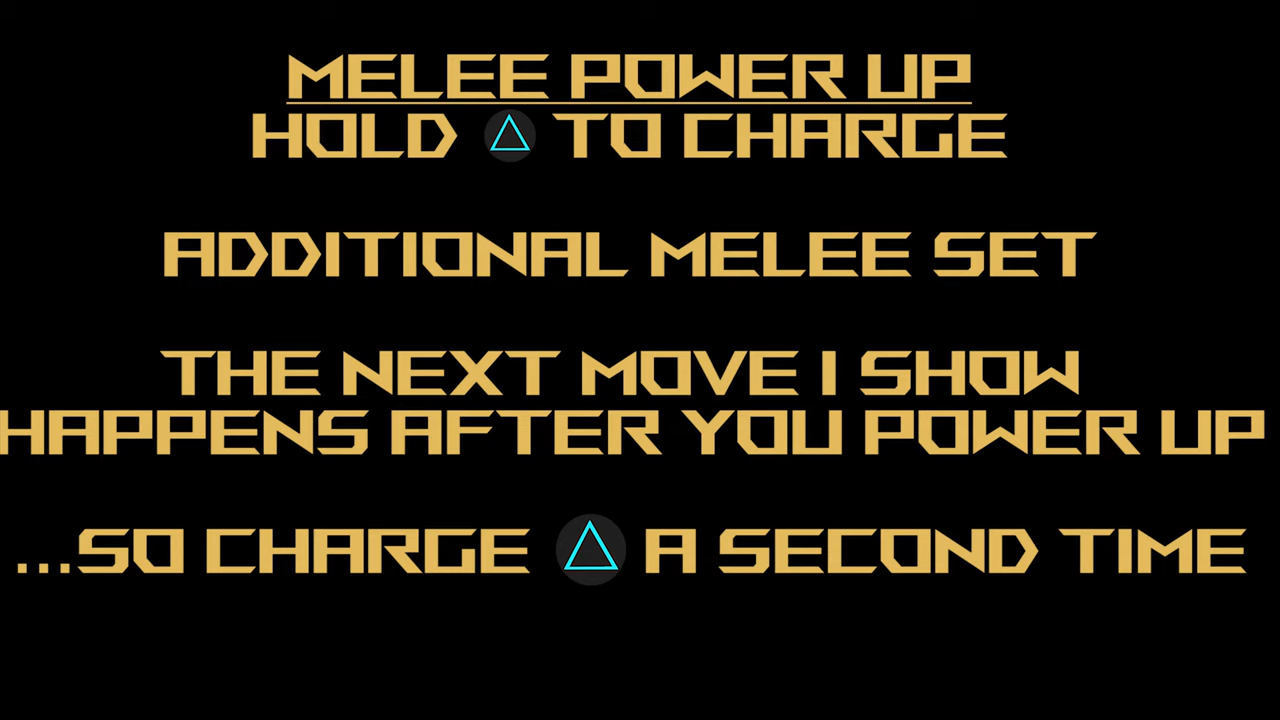 MELEE POWER UP
HOLD △ TO CHARGE
ADDITIONAL MELEE SET
THE NEXT MOVE I SHOW
HAPPENS AFTER YOU POWER UP
...SO CHARGE △ A SECOND TIME